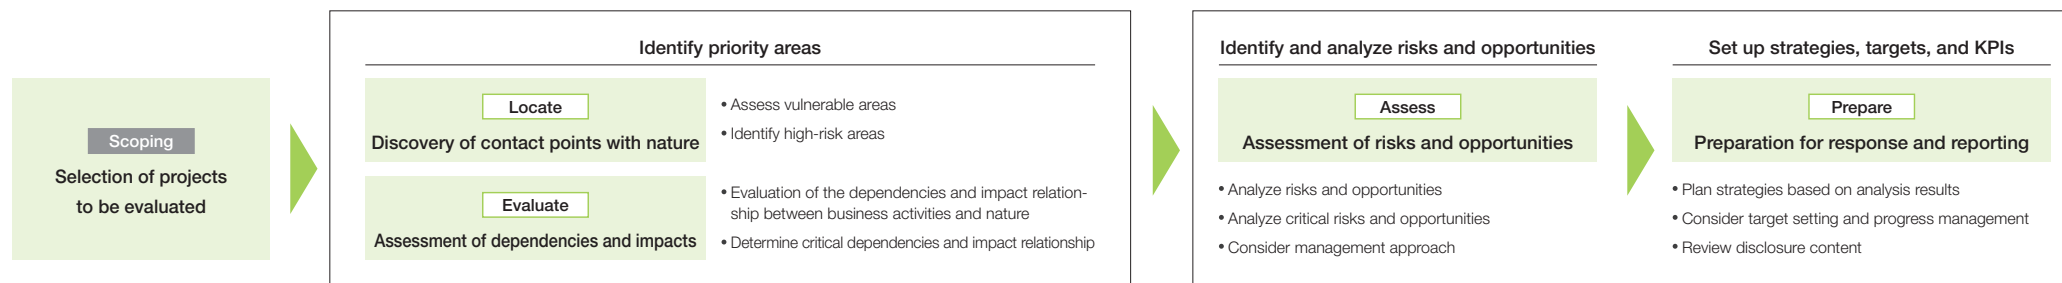 Scoping
Selection of projects
to be evaluated
Identify priority areas
Locate
Discovery of contact points with nature
• Assess vulnerable areas
• Identify high-risk areas
Evaluate
Assessment of dependencies and impacts
• Evaluation of the dependencies and impact relation-
ship between business activities and nature
• Determine critical dependencies and impact relationship
Identify and analyze risks and opportunities
Assess
Assessment of risks and opportunities
• Analyze risks and opportunities
• Analyze critical risks and opportunities
• Consider management approach
Set up strategies, targets, and KPIs
Prepare
Preparation for response and reporting
• Plan strategies based on analysis results
• Consider target setting and progress management
• Review disclosure content